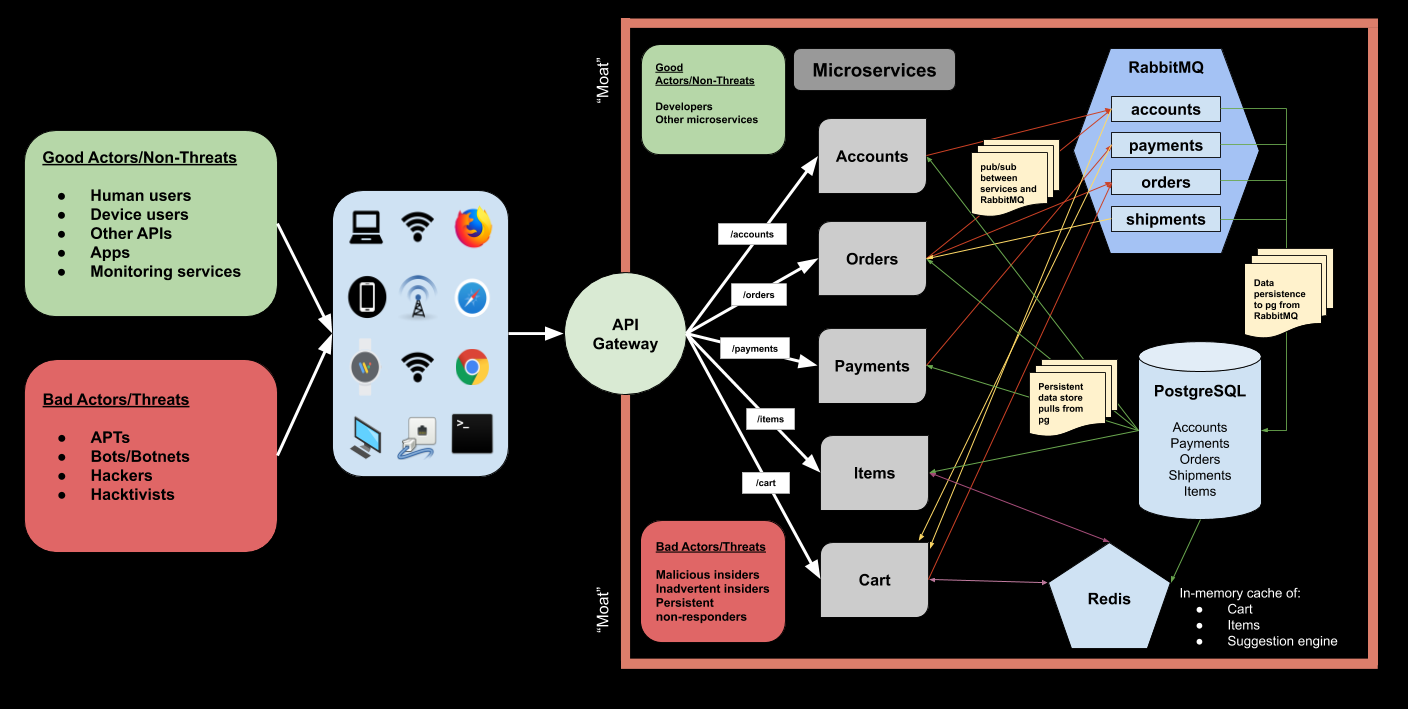 Good Actors/Non-Threats
● Human users
● Device users
● Other APIs
● Apps
● Monitoring services
Bad Actors/Threats
● APTs
● Bots/Botnets
● Hackers
● Hacktivists
>_
API
Gateway
“Moat”
“Moat”
Good
Actors/Non-Threats
Developers
Other microservices
Bad Actors/Threats
Malicious insiders
Inadvertent insiders
Persistent
non-responders
/accounts
/orders
/payments
/items
/cart
Microservices
Accounts
Orders
Payments
Items
Cart
pub/sub
between
services and
RabbitMQ
RabbitMQ
accounts
payments
orders
shipments
Data
persistence
to pg from
RabbitMQ
Persistent
data store
pulls from
pg
PostgreSQL
Accounts
Payments
Orders
Shipments
Items
Redis
In-memory cache of:
● Cart
● Items
● Suggestion engine